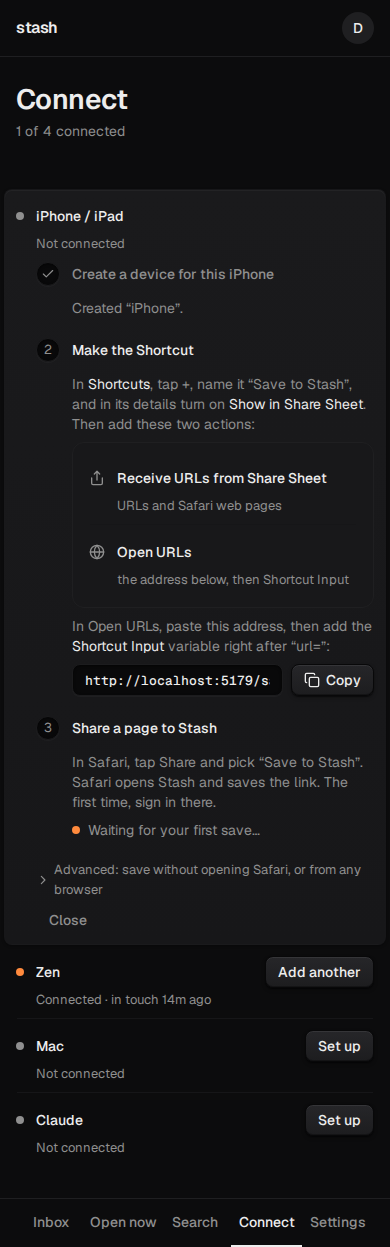 stash
D
Connect
1 of 4 connected
iPhone / iPad
Not connected
Create a device for this iPhone
Created “iPhone”.
2
Make the Shortcut
In Shortcuts, tap +, name it “Save to Stash”,
and in its details turn on Show in Share Sheet.
Then add these two actions:
Receive URLs from Share Sheet
URLs and Safari web pages
Open URLs
the address below, then Shortcut Input
In Open URLs, paste this address, then add the
Shortcut Input variable right after “url=”:
http://localhost:5179/s
Copy
3
Share a page to Stash
In Safari, tap Share and pick “Save to Stash”.
Safari opens Stash and saves the link. The
first time, sign in there.
Waiting for your first save…
Advanced: save without opening Safari, or from any
browser
Close
Zen
Add another
Connected · in touch 14m ago
Mac
Set up
Not connected
Claude
Set up
Not connected
Inbox Open now Search Connect Settings